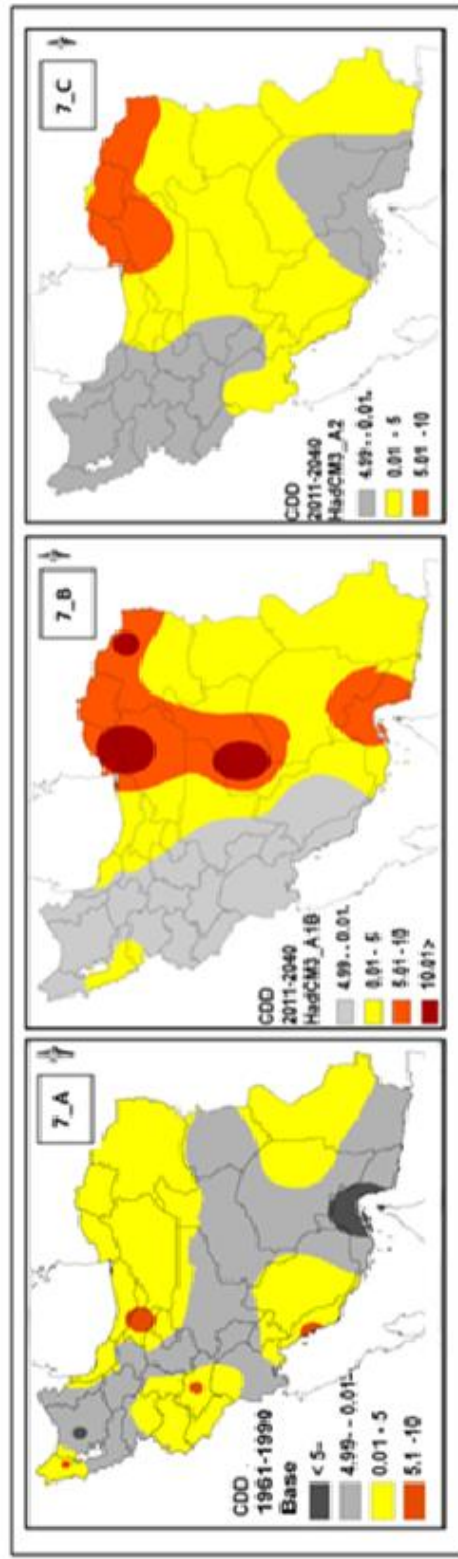 7_A
CDD
1961-1990
Base
< 5-
4.99- - 0.01-
0.01 - 5
5.1 -10
7_B
CDD
2011-2040
HadCM3_A1B
4.99- - 0.01-
0.01 - 5
5.01 -10
10.01>
7_C
CDD
2011-2040
HadCM3_A2
4.99- - 0.01-
0.01 - 5
5.01 -10